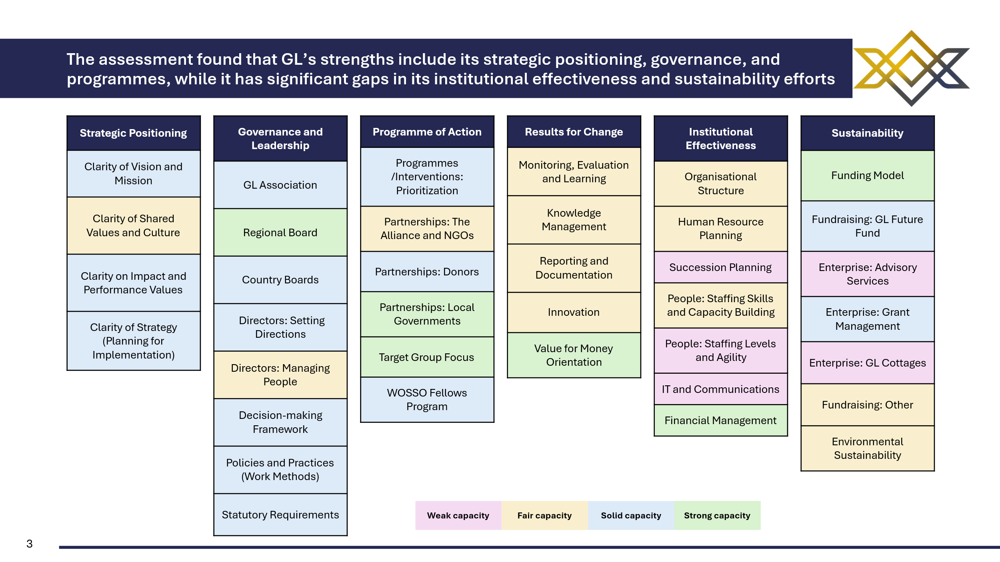 The assessment found that GL’s strengths include its strategic positioning, governance, and
programmes, while it has significant gaps in its institutional effectiveness and sustainability efforts
Strategic Positioning
Clarity of Vision and
Mission
Clarity of Shared
Values and Culture
Clarity on Impact and
Performance Values
Clarity of Strategy
(Planning for
Implementation)
Governance and
Leadership
GL Association
Regional Board
Country Boards
Directors: Setting
Directions
Directors: Managing
People
Decision-making
Framework
Policies and Practices
(Work Methods)
Statutory Requirements
Programme of Action
Programmes
/Interventions:
Prioritization
Partnerships: The
Alliance and NGOs
Partnerships: Donors
Partnerships: Local
Governments
Target Group Focus
WOSSO Fellows
Program
Results for Change
Monitoring, Evaluation
and Learning
Knowledge
Management
Reporting and
Documentation
Innovation
Value for Money
Orientation
Institutional
Effectiveness
Organisational
Structure
Human Resource
Planning
Succession Planning
People: Staffing Skills
and Capacity Building
People: Staffing Levels
and Agility
IT and Communications
Financial Management
Sustainability
Funding Model
Fundraising: GL Future
Fund
Enterprise: Advisory
Services
Enterprise: Grant
Management
Enterprise: GL Cottages
Fundraising: Other
Environmental
Sustainability
Weak capacity
Fair capacity
Solid capacity
Strong capacity
3